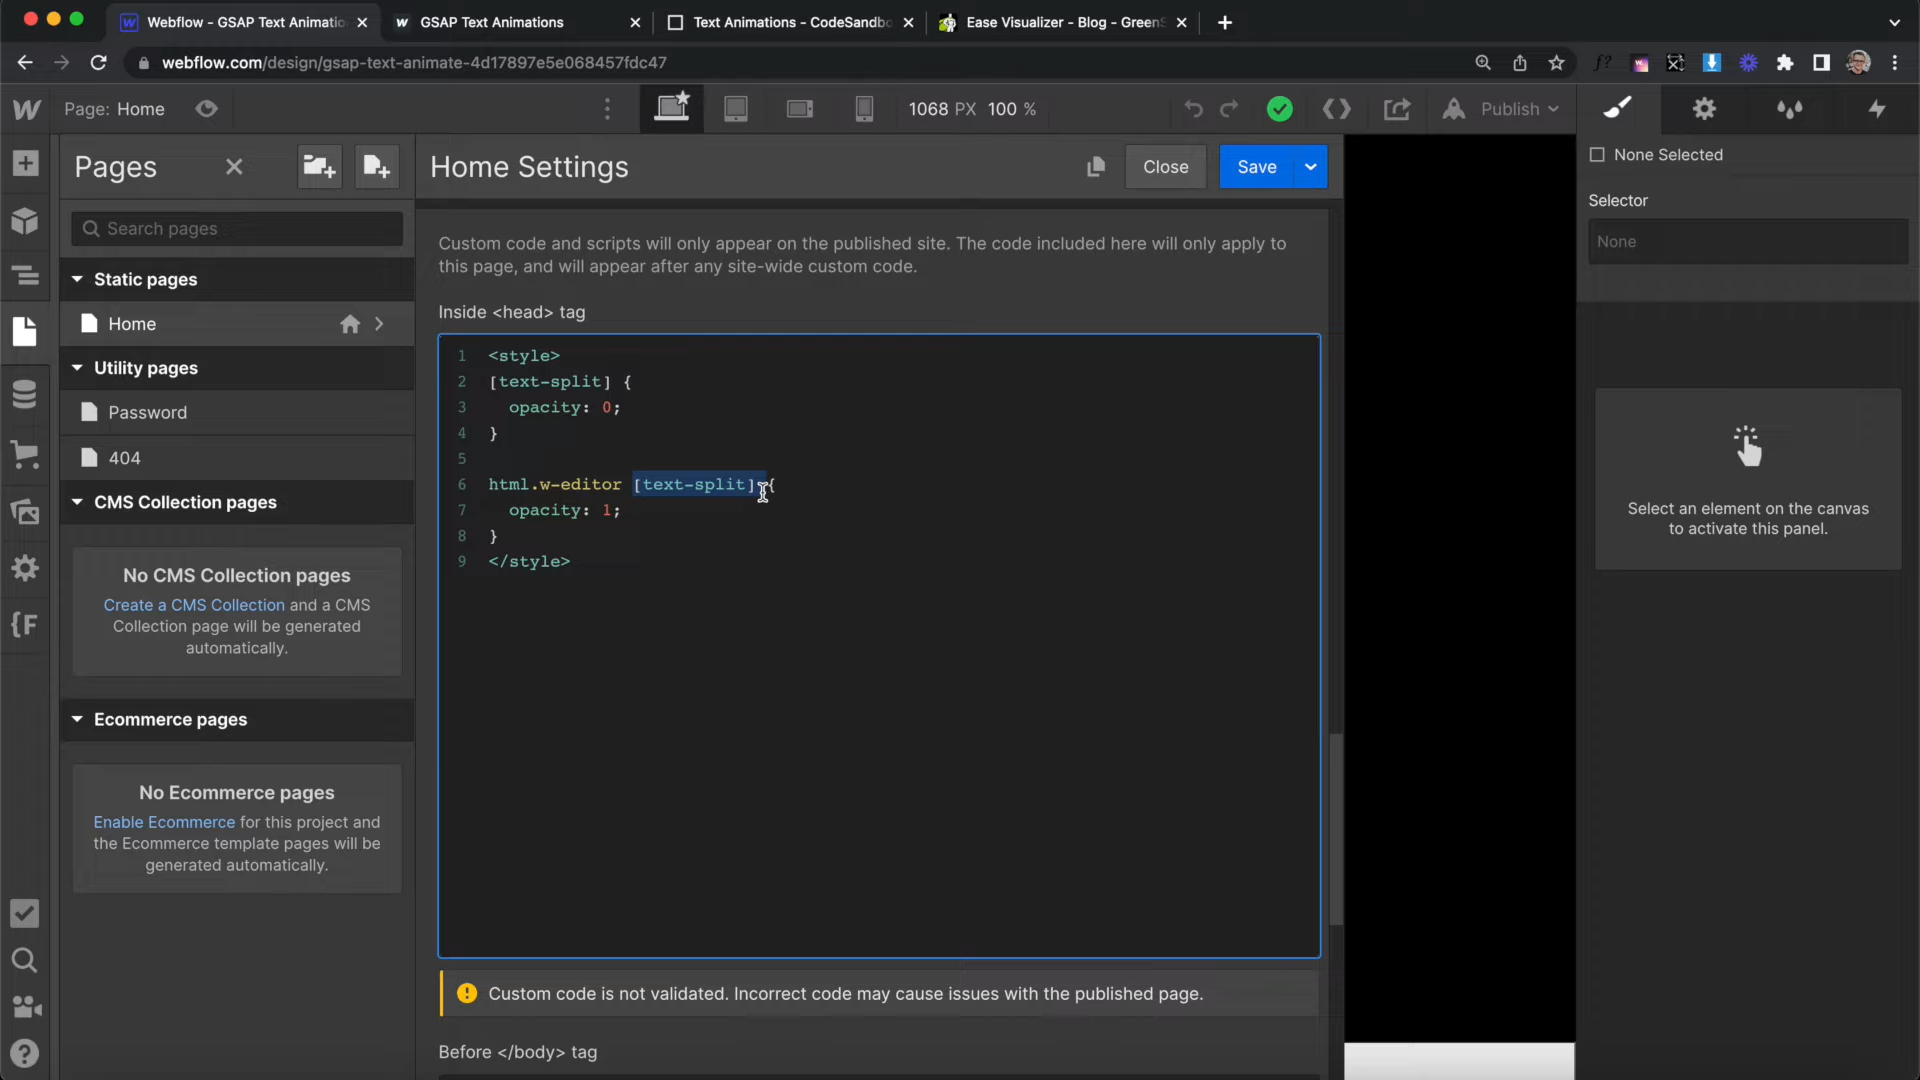 Webflow - GSAP Text Animatio
GSAP Text Animations
Text Animations - CodeSandbo
Ease Visualizer - Blog - GreenS
webflow.com/design/gsap-text-animate-4d17897e5e068457fdc47
f?
Page: Home
1068 PX 100 %
Publish
Pages
Home Settings
Close
Save
None Selected
Search pages
Selector
None
Custom code and scripts will only appear on the published site. The code included here will only apply to
this page, and will appear after any site-wide custom code.
Static pages
Home
Utility pages
Password
404
CMS Collection pages
No CMS Collection pages
Create a CMS Collection and a CMS
Collection page will be generated
automatically.
Ecommerce pages
No Ecommerce pages
Enable Ecommerce for this project and
the Ecommerce template pages will be
generated automatically.
Inside <head> tag
1 <style>
2 [text-split] {
3 opacity: 0;
4 }
5
6 html.w-editor [text-split] {
7 opacity: 1;
8 }
9 </style>
Custom code is not validated. Incorrect code may cause issues with the published page.
Before </body> tag
Select an element on the canvas
to activate this panel.